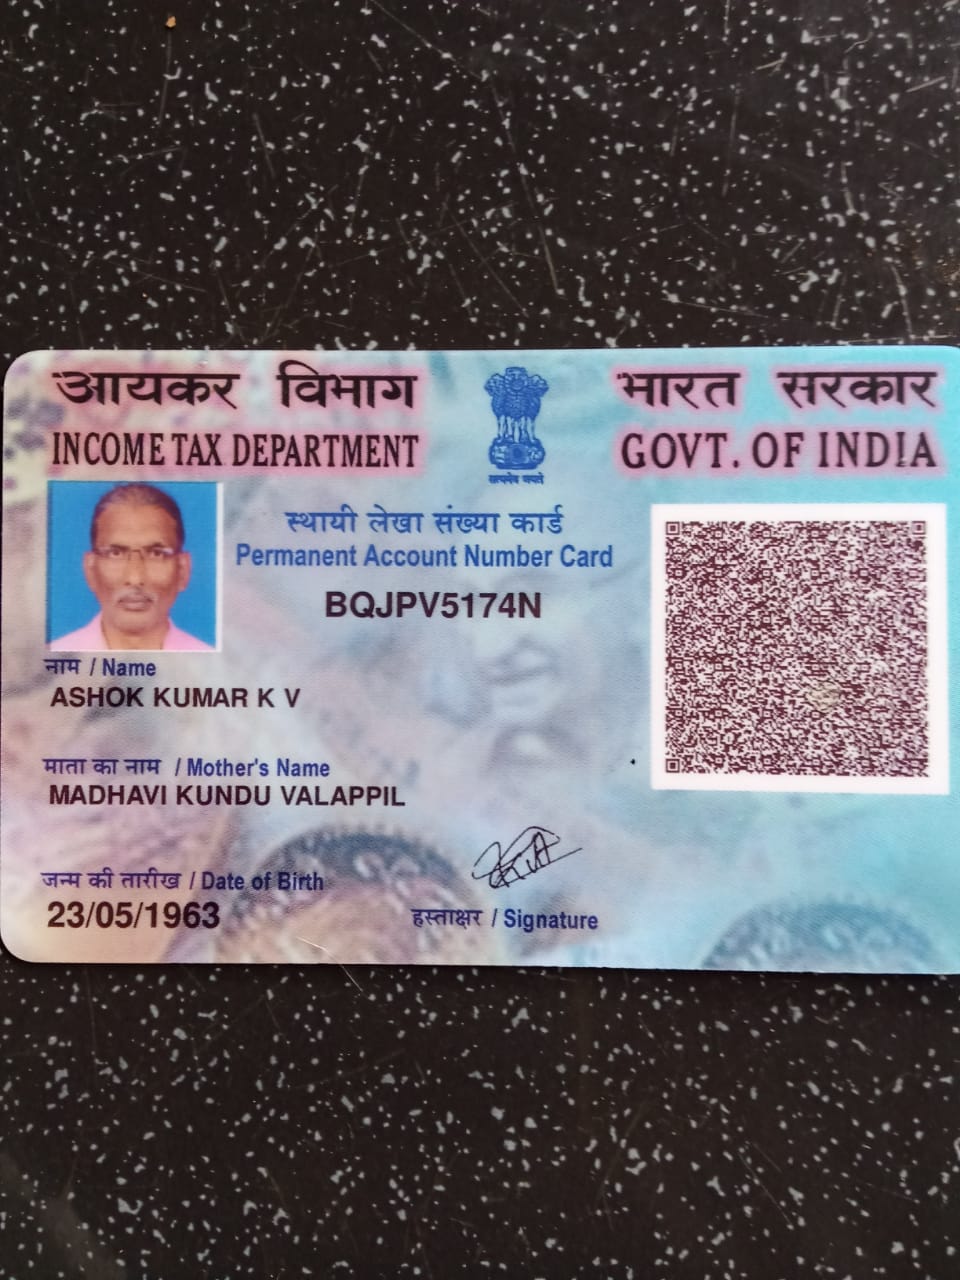 आयकर विभाग
INCOME TAX DEPARTMENT
सत्यमेव जयते
भारत सरकार
GOVT. OF INDIA
स्थायी लेखा संख्या कार्ड
Permanent Account Number Card
BQJPV5174N
नाम / Name
ASHOK KUMAR K V
माता का नाम / Mother's Name
MADHAVI KUNDU VALAPPIL
जन्म की तारीख / Date of Birth
23/05/1963
हस्ताक्षर / Signature